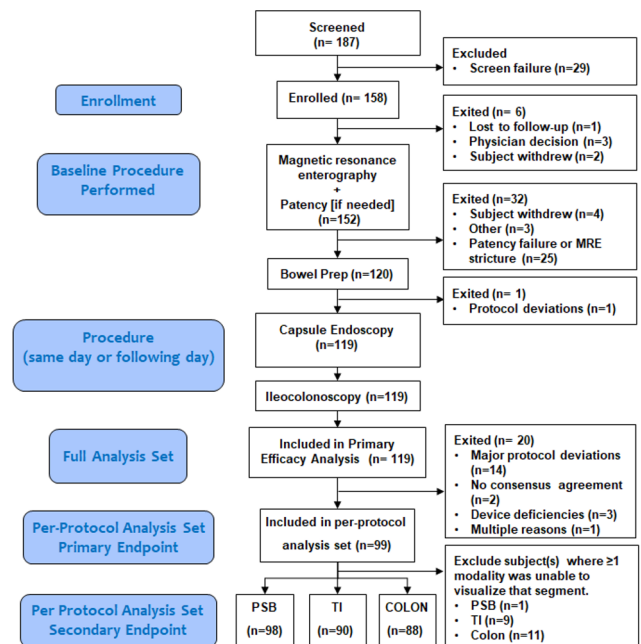 Screened
(n= 187)
Excluded
• Screen failure (n=29)
Enrollment
Enrolled (n= 158)
Exited (n= 6)
• Lost to follow-up (n=1)
• Physician decision (n=3)
• Subject withdrew (n=2)
Baseline Procedure
Performed
Magnetic resonance
enterography
+
Patency [if needed]
(n=152)
Exited (n=32)
• Subject withdrew (n=4)
• Other (n=3)
• Patency failure or MRE
stricture (n=25)
Bowel Prep (n=120)
Exited (n= 1)
• Protocol deviations (n=1)
Procedure
(same day or following day)
Capsule Endoscopy
(n=119)
Ileocolonoscopy (n=119)
Full Analysis Set
Included in Primary
Efficacy Analysis (n= 119)
Exited (n= 20)
• Major protocol deviations
(n=14)
• No consensus agreement
(n=2)
• Device deficiencies (n=3)
• Multiple reasons (n=1)
Per-Protocol Analysis Set
Primary Endpoint
Included in per-protocol
analysis set (n=99)
Exclude subject(s) where ≥1
modality was unable to
visualize that segment.
• PSB (n=1)
• TI (n=9)
• Colon (n=11)
Per Protocol Analysis Set
Secondary Endpoint
PSB
(n=98)
TI
(n=90)
COLON
(n=88)